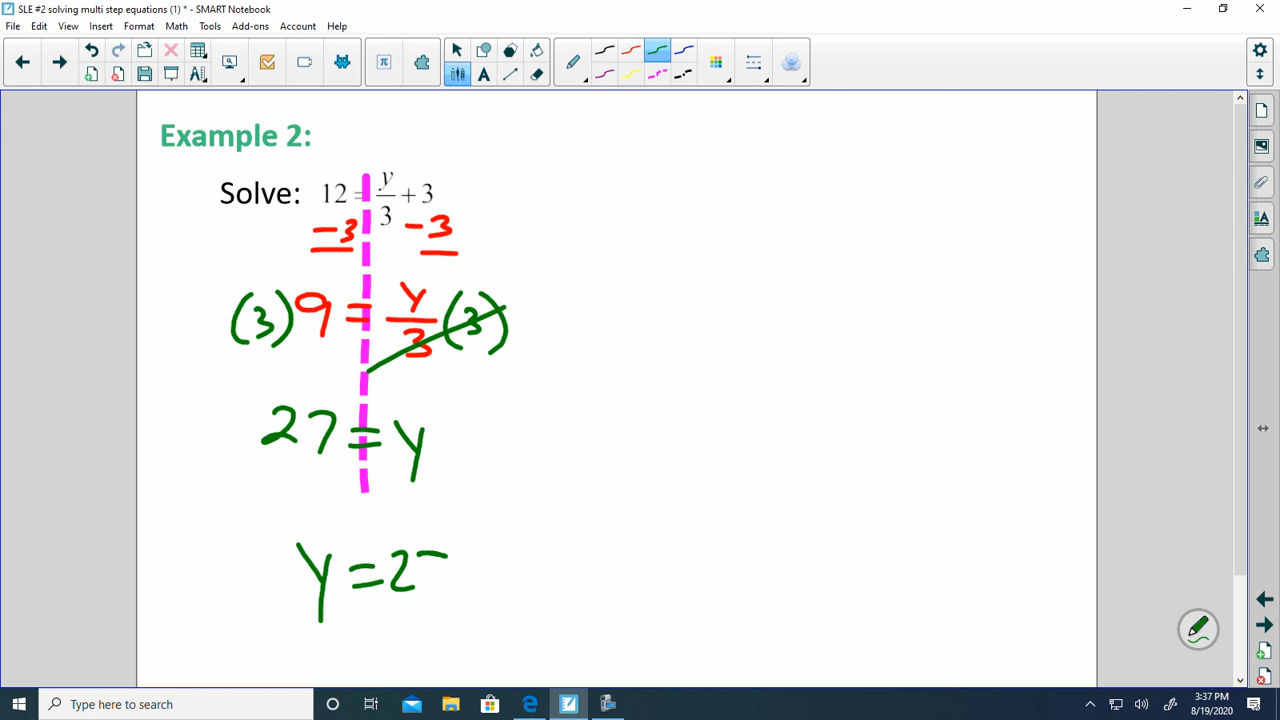 SLE #2 solving multi step equations (1) * - SMART Notebook
File Edit View Insert Format Math Tools Add-ons Account Help
Example 2:
Solve: 12 = y/3 + 3
-3 -3
(3) 9 = y/3 (3)
27 = y
y = 2
Type here to search
3:37 PM
8/19/2020